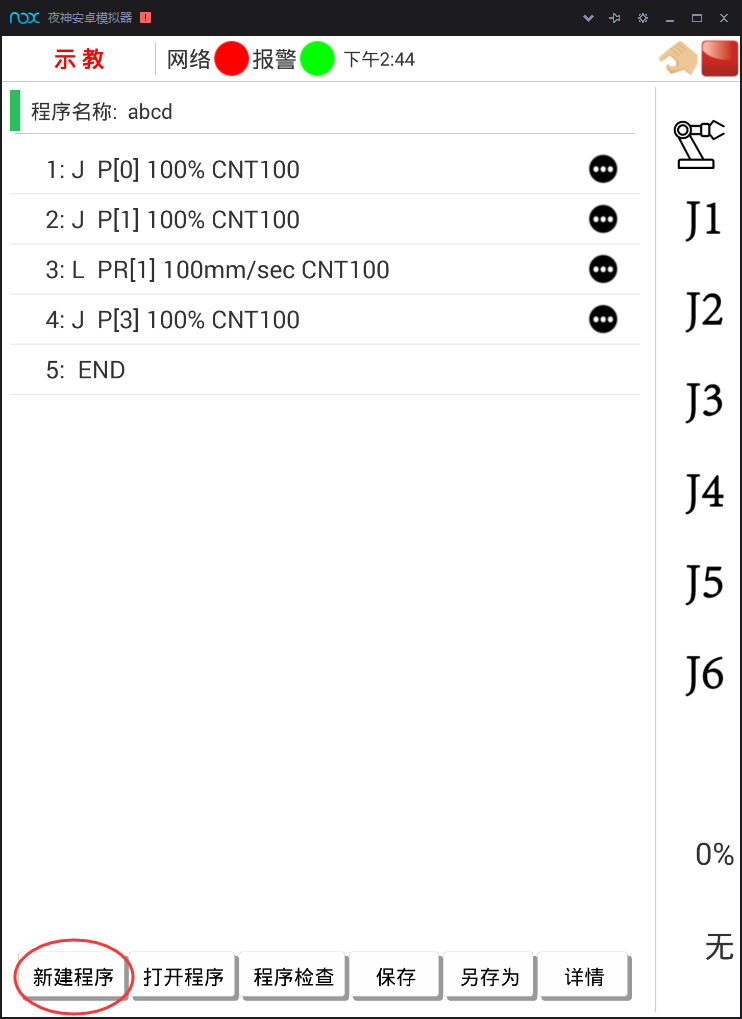 nox 夜神安卓模拟器
示教 网络 报警 下午2:44
程序名称: abcd
1: J P[0] 100% CNT100
2: J P[1] 100% CNT100
3: L PR[1] 100mm/sec CNT100
4: J P[3] 100% CNT100
5: END
J1
J2
J3
J4
J5
J6
0%
无
新建程序 打开程序 程序检查 保存 另存为 详情